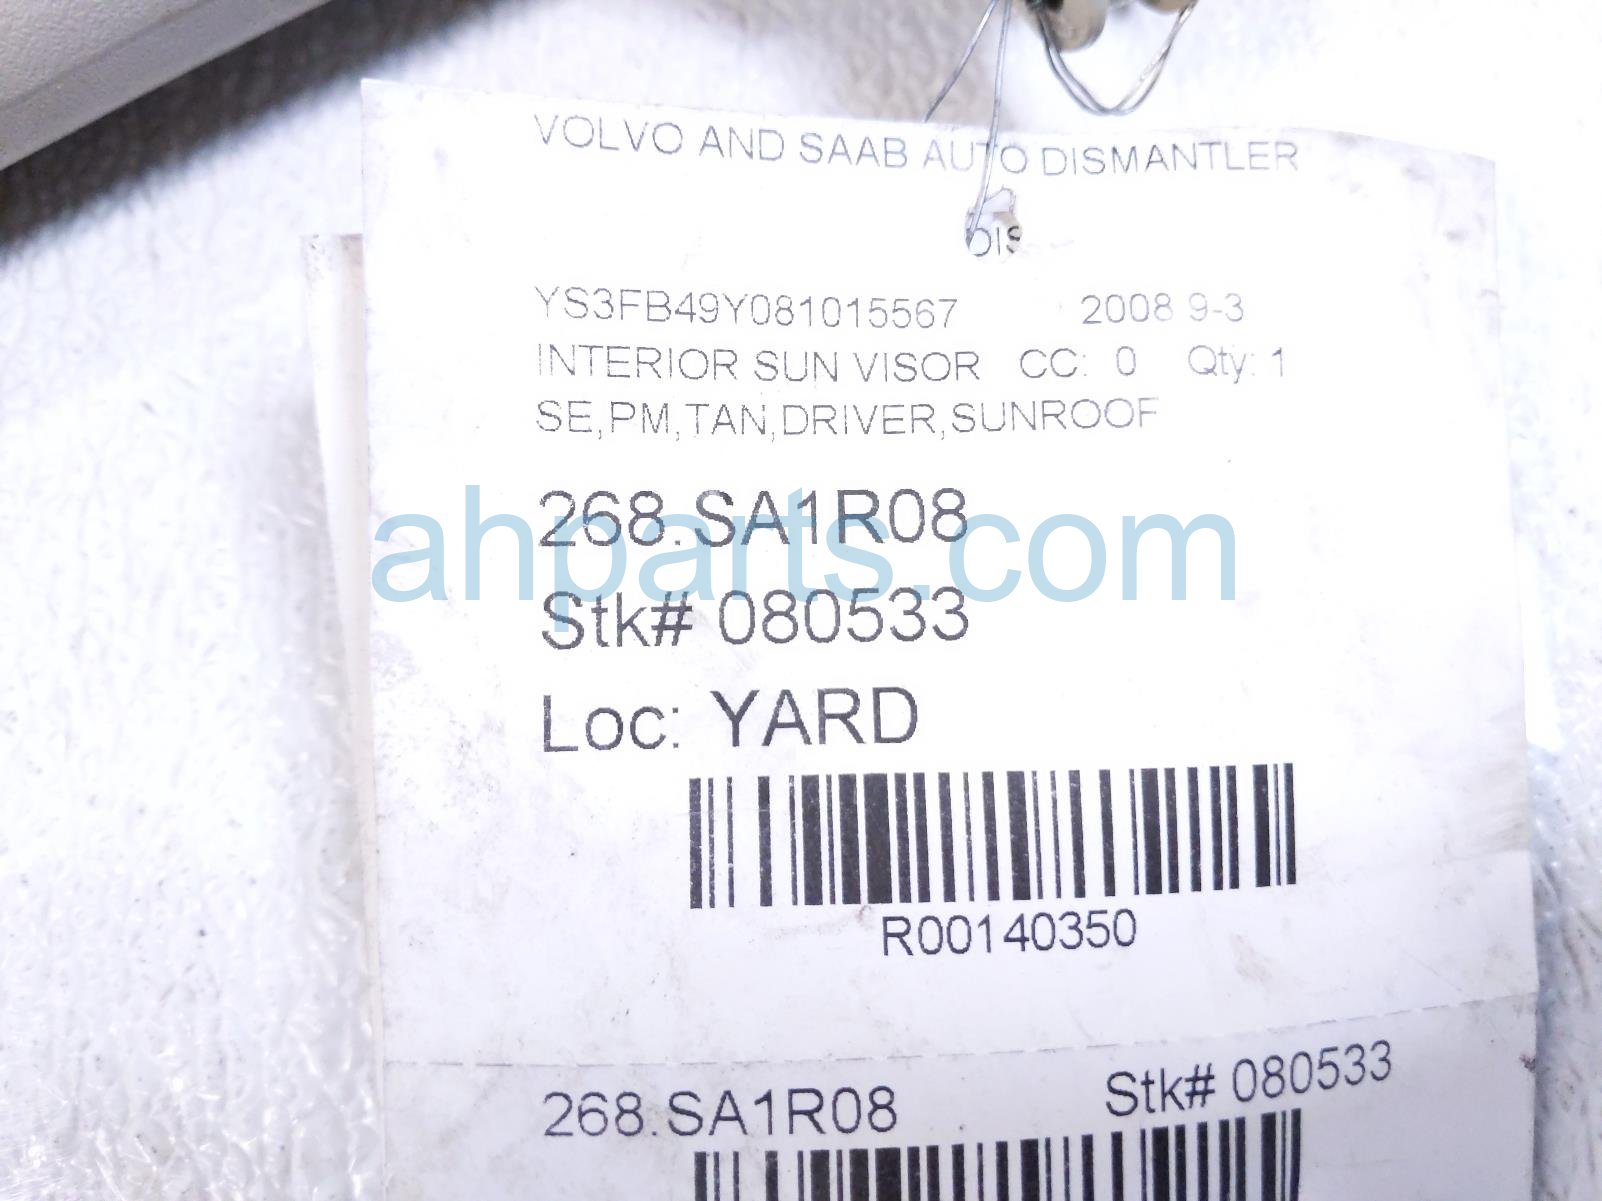 VOLVO AND SAAB AUTO DISMANTLER
DIS
YS3FB49Y081015567 2008 9-3
INTERIOR SUN VISOR CC: 0 Qty: 1
SE,PM,TAN,DRIVER,SUNROOF
268.SA1R08
ahparts.com
Stk# 080533
Loc: YARD
R00140350
268.SA1R08 Stk# 080533